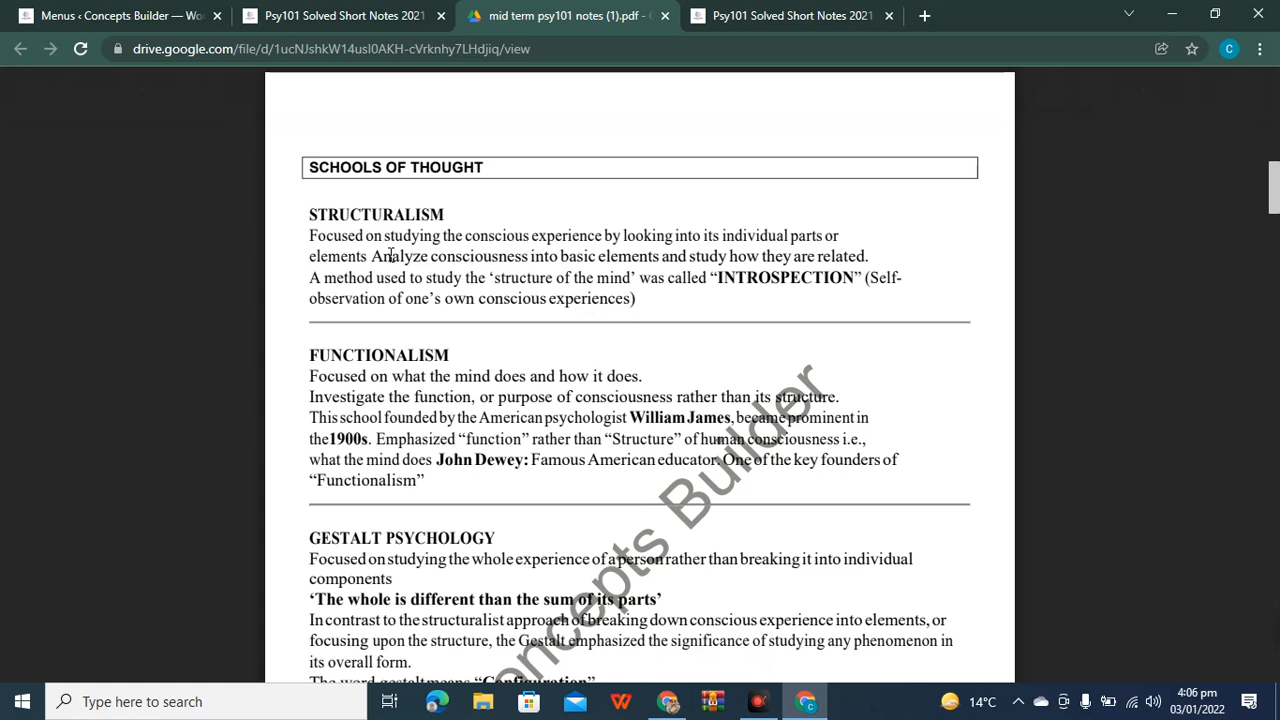 Menus ‹ Concepts Builder — Wo
Psy101 Solved Short Notes 2021
mid term psy101 notes (1).pdf -
Psy101 Solved Short Notes 2021
drive.google.com/file/d/1ucNJshkW14usl0AKH-cVrknhy7LHdjiq/view
C
SCHOOLS OF THOUGHT
STRUCTURALISM
Focused on studying the conscious experience by looking into its individual parts or
elements Analyze consciousness into basic elements and study how they are related.
A method used to study the ‘structure of the mind’ was called “INTROSPECTION” (Self-
observation of one’s own conscious experiences)
FUNCTIONALISM
Focused on what the mind does and how it does.
Investigate the function, or purpose of consciousness rather than its structure.
This school founded by the American psychologist William James, became prominent in
the1900s. Emphasized “function” rather than “Structure” of human consciousness i.e.,
what the mind does John Dewey: Famous American educator. One of the key founders of
“Functionalism”
GESTALT PSYCHOLOGY
Focused on studying the whole experience of a person rather than breaking it into individual
components
‘The whole is different than the sum of its parts’
In contrast to the structuralist approach of breaking down conscious experience into elements, or
focusing upon the structure, the Gestalt emphasized the significance of studying any phenomenon in
its overall form.
The word gestalt means “Configuration”
oncepts Builder
Type here to search
14°C
4:06 pm
03/01/2022